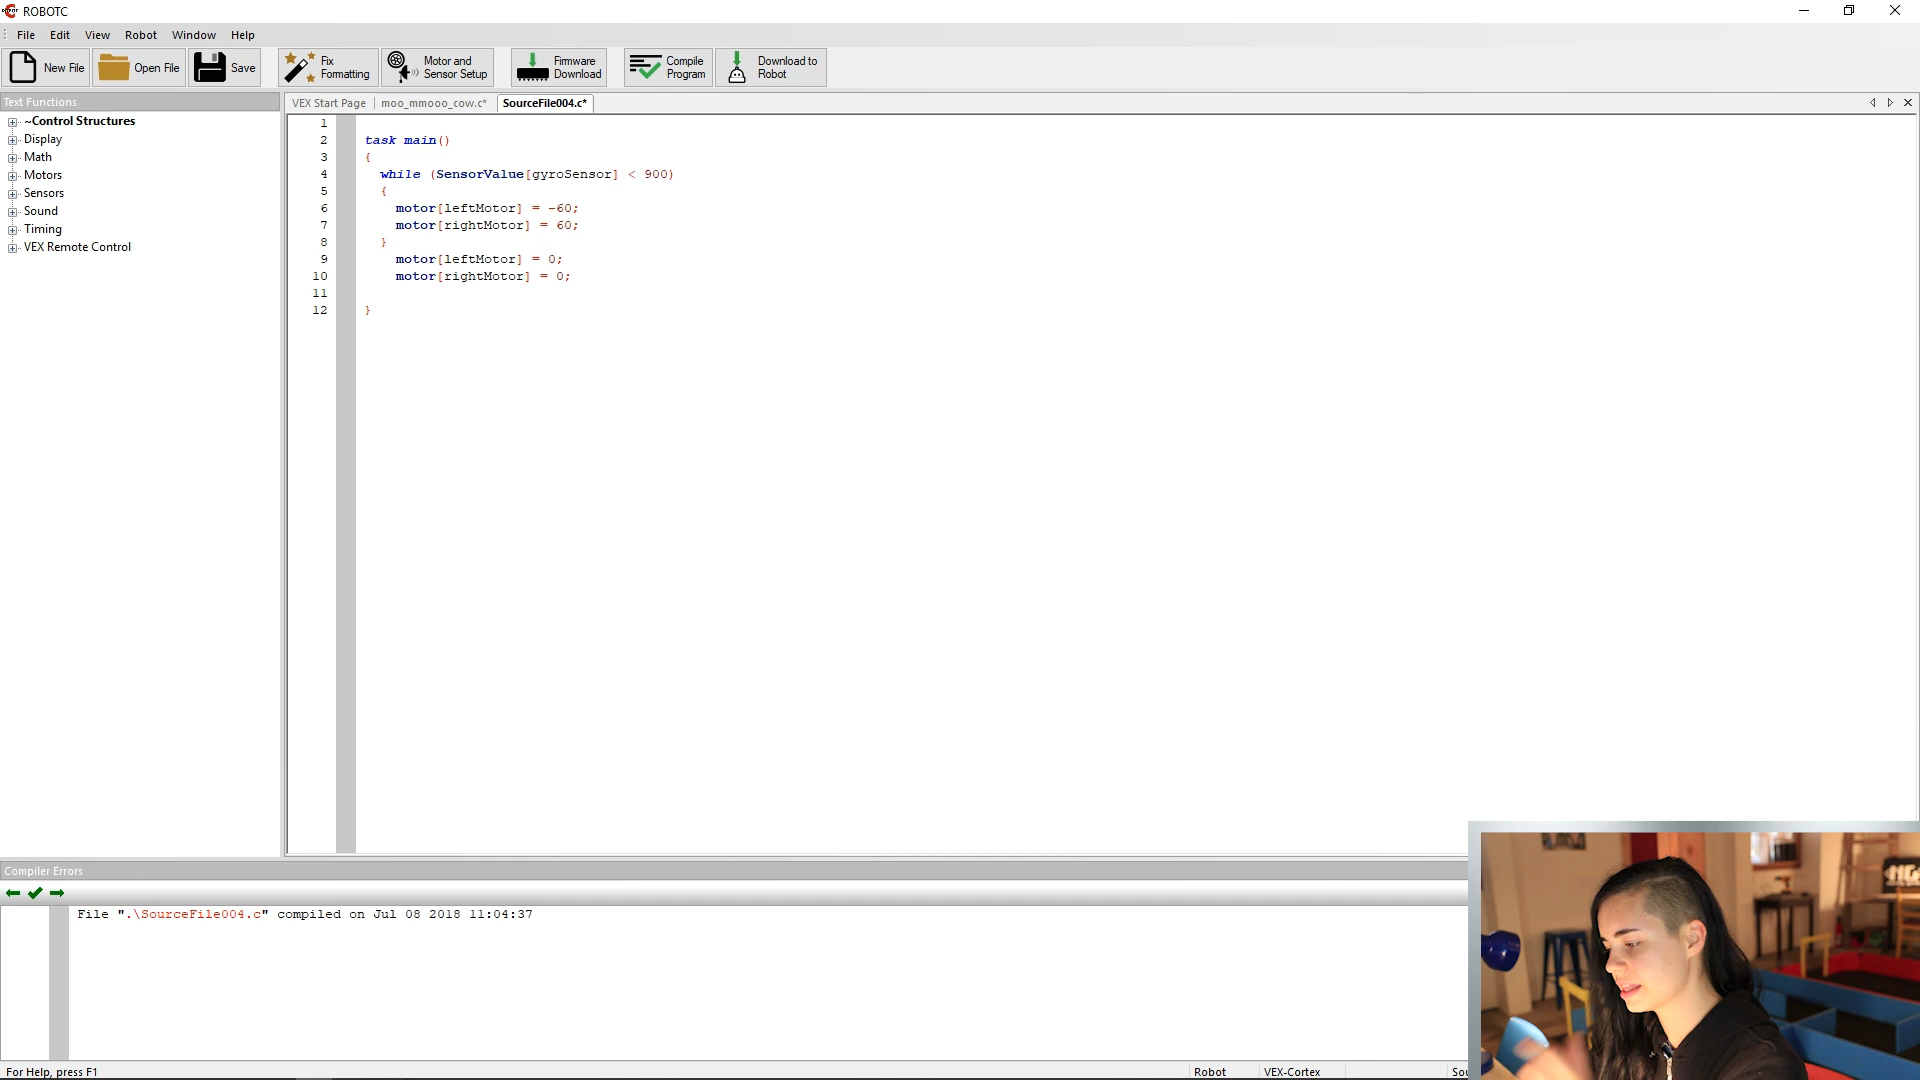 ROBOTC
File Edit View Robot Window Help
New File Open File Save Fix Formatting Motor and Sensor Setup Firmware Download Compile Program Download to Robot
Text Functions
~Control Structures
Display
Math
Motors
Sensors
Sound
Timing
VEX Remote Control
VEX Start Page moo_mmooo_cow.c* SourceFile004.c*
1
2 task main()
3 {
4 while (SensorValue[gyroSensor] < 900)
5 {
6 motor[leftMotor] = -60;
7 motor[rightMotor] = 60;
8 }
9 motor[leftMotor] = 0;
10 motor[rightMotor] = 0;
11
12 }
Compiler Errors
File ".\SourceFile004.c" compiled on Jul 08 2018 11:04:37
For Help, press F1 Robot VEX-Cortex